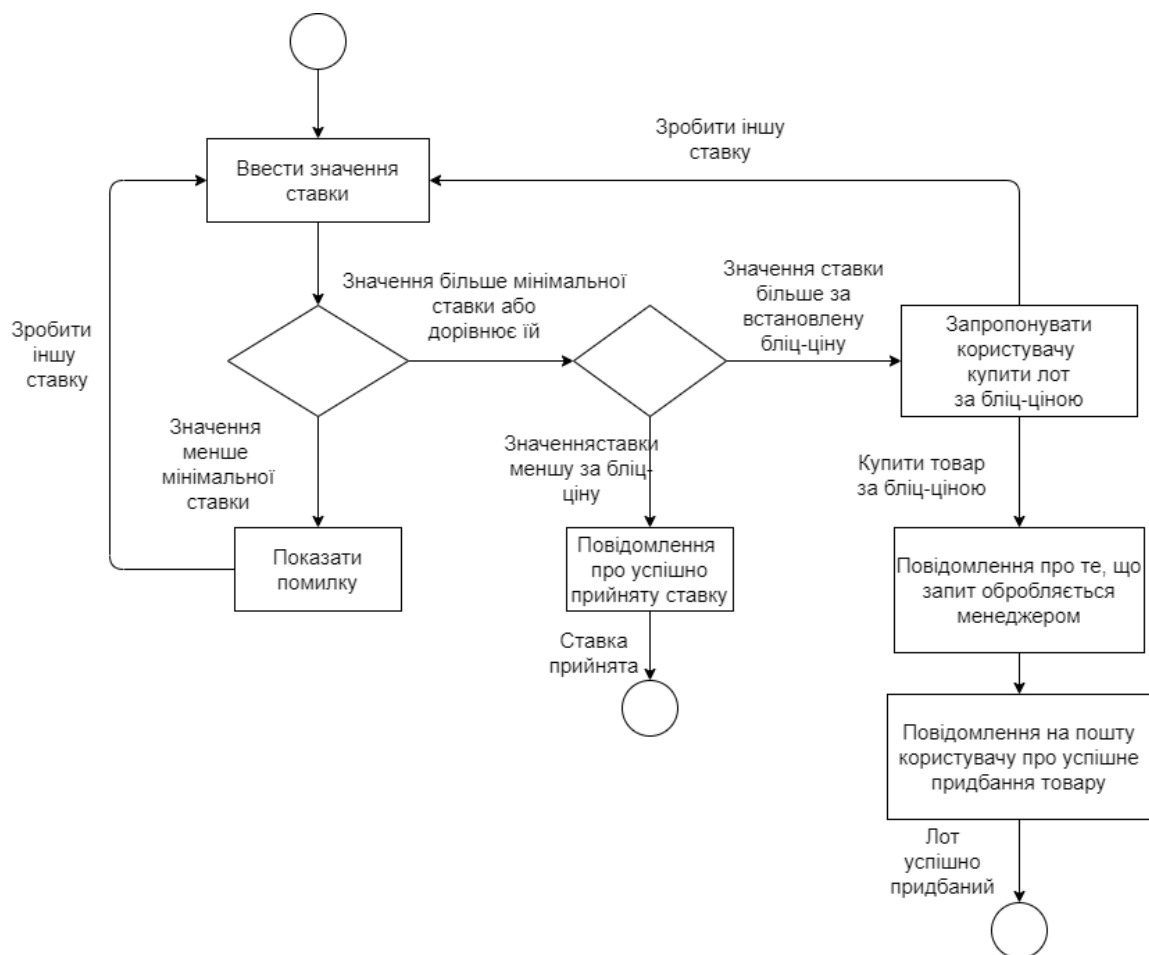 Зробити іншу
ставку
Ввести значення
ставки
Значення більше мінімальної
ставки або
дорівнює їй
Значення ставки
більше за
встановлену
бліц-ціну
Зробити
іншу
ставку
Запропонувати
користувачу
купити лот
за бліц-ціною
Значення
менше
мінімальної
ставки
Значенняставки
меншу за бліц-
ціну
Купити товар
за бліц-ціною
Показати
помилку
Повідомлення
про успішно
прийняту ставку
Повідомлення про те, що
запит обробляється
менеджером
Ставка
прийнята
Повідомлення на пошту
користувачу про успішне
придбання товару
Лот
успішно
придбаний